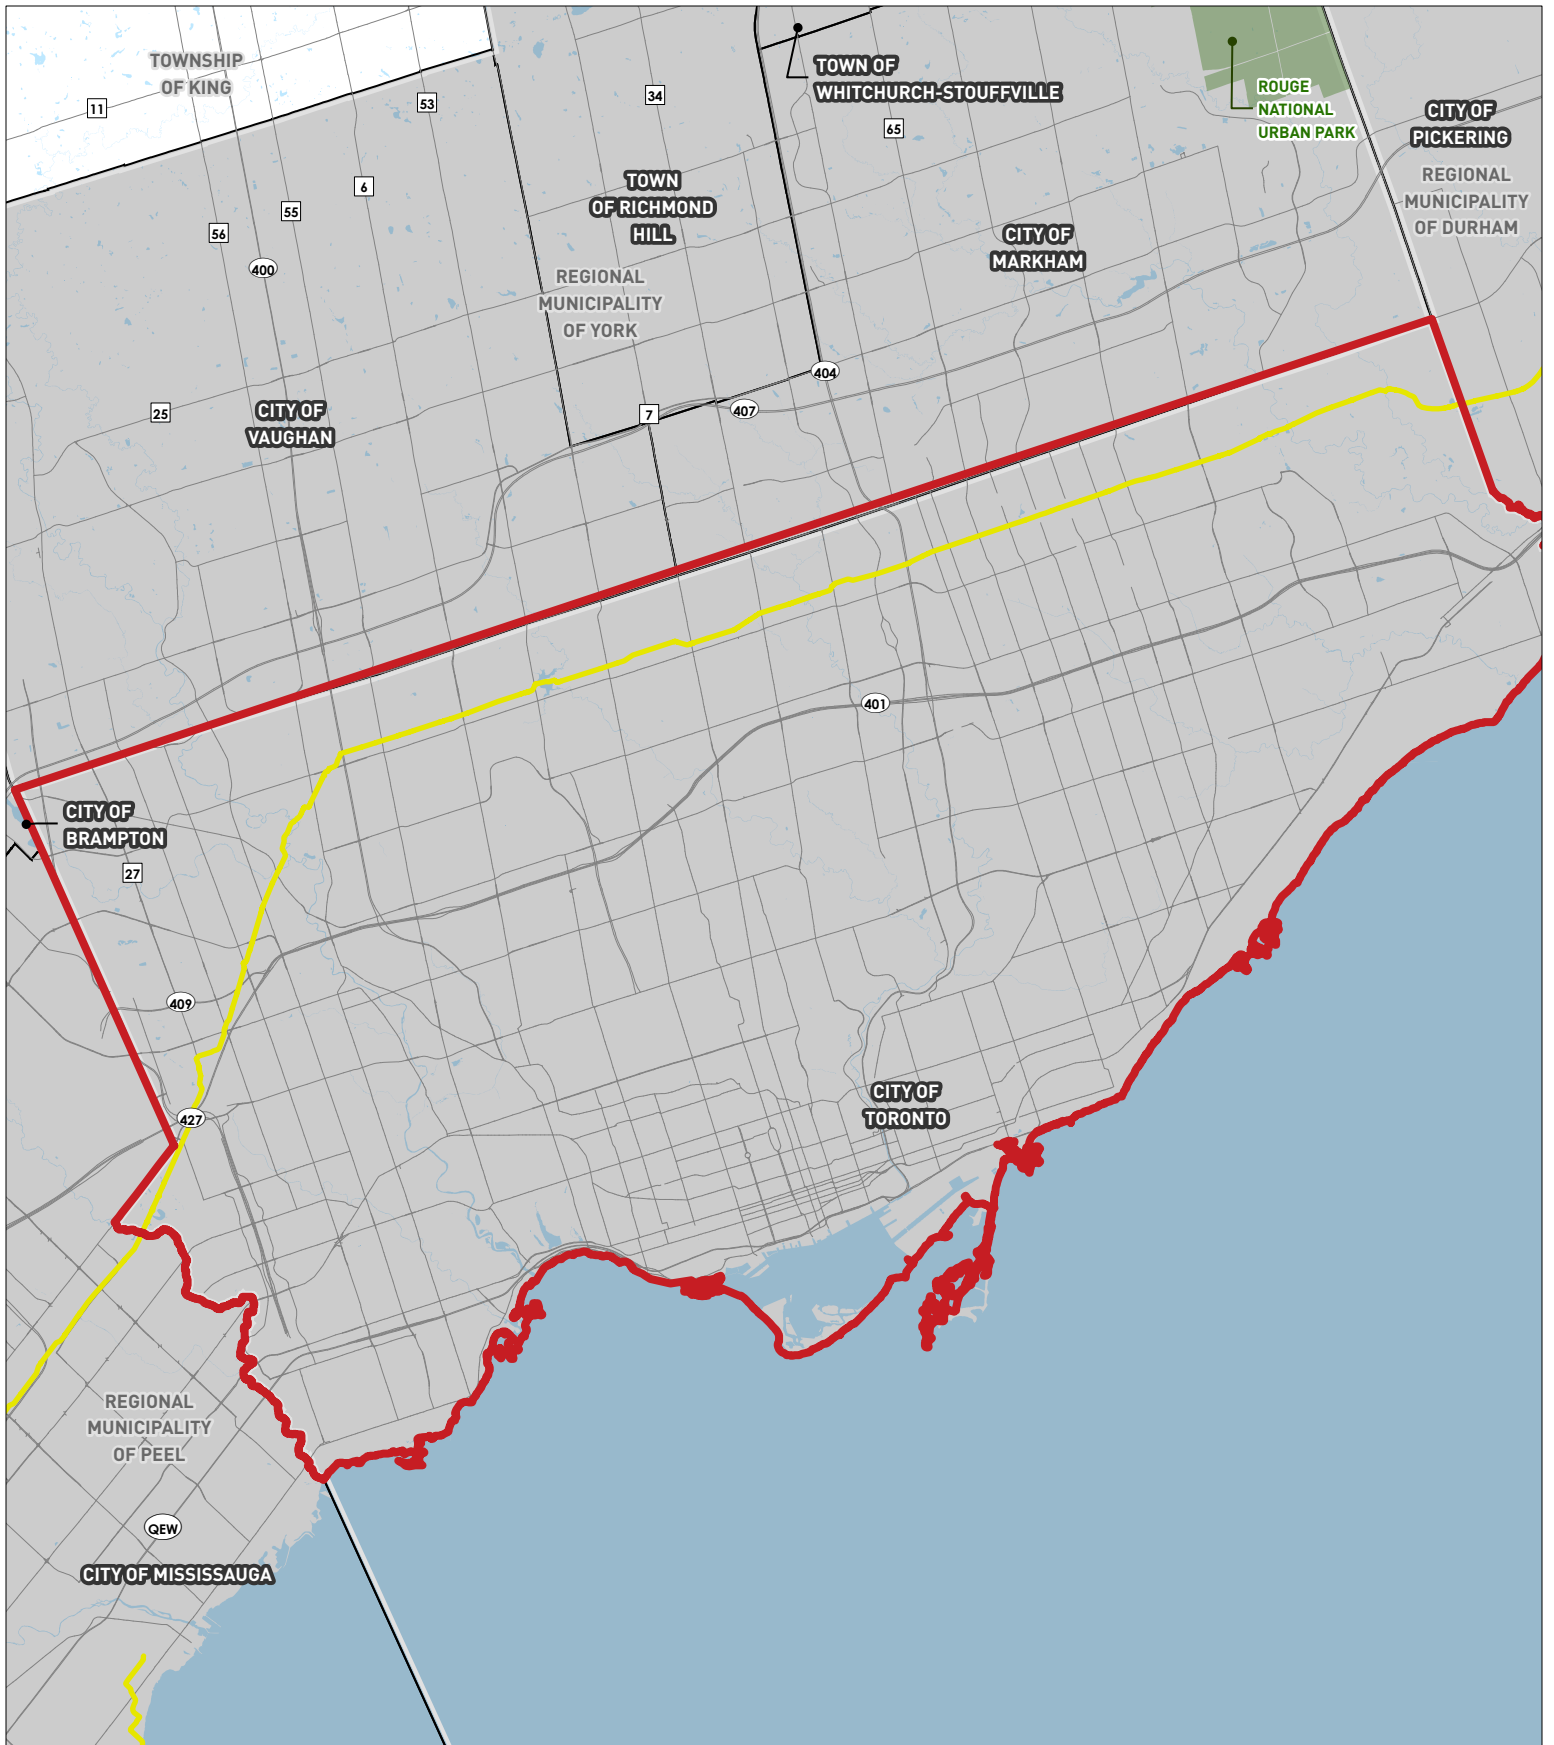 TOWNSHIP
OF KING
11
53
34
TOWN OF
WHITCHURCH-STOUFFVILLE
65
ROUGE
NATIONAL
URBAN PARK
CITY OF
PICKERING
REGIONAL
MUNICIPALITY
OF DURHAM
6
55
56
400
TOWN
OF RICHMOND
HILL
CITY OF
MARKHAM
REGIONAL
MUNICIPALITY
OF YORK
404
407
7
25
CITY OF
VAUGHAN
401
CITY OF
BRAMPTON
27
409
427
CITY OF
TORONTO
REGIONAL
MUNICIPALITY
OF PEEL
QEW
CITY OF MISSISSAUGA